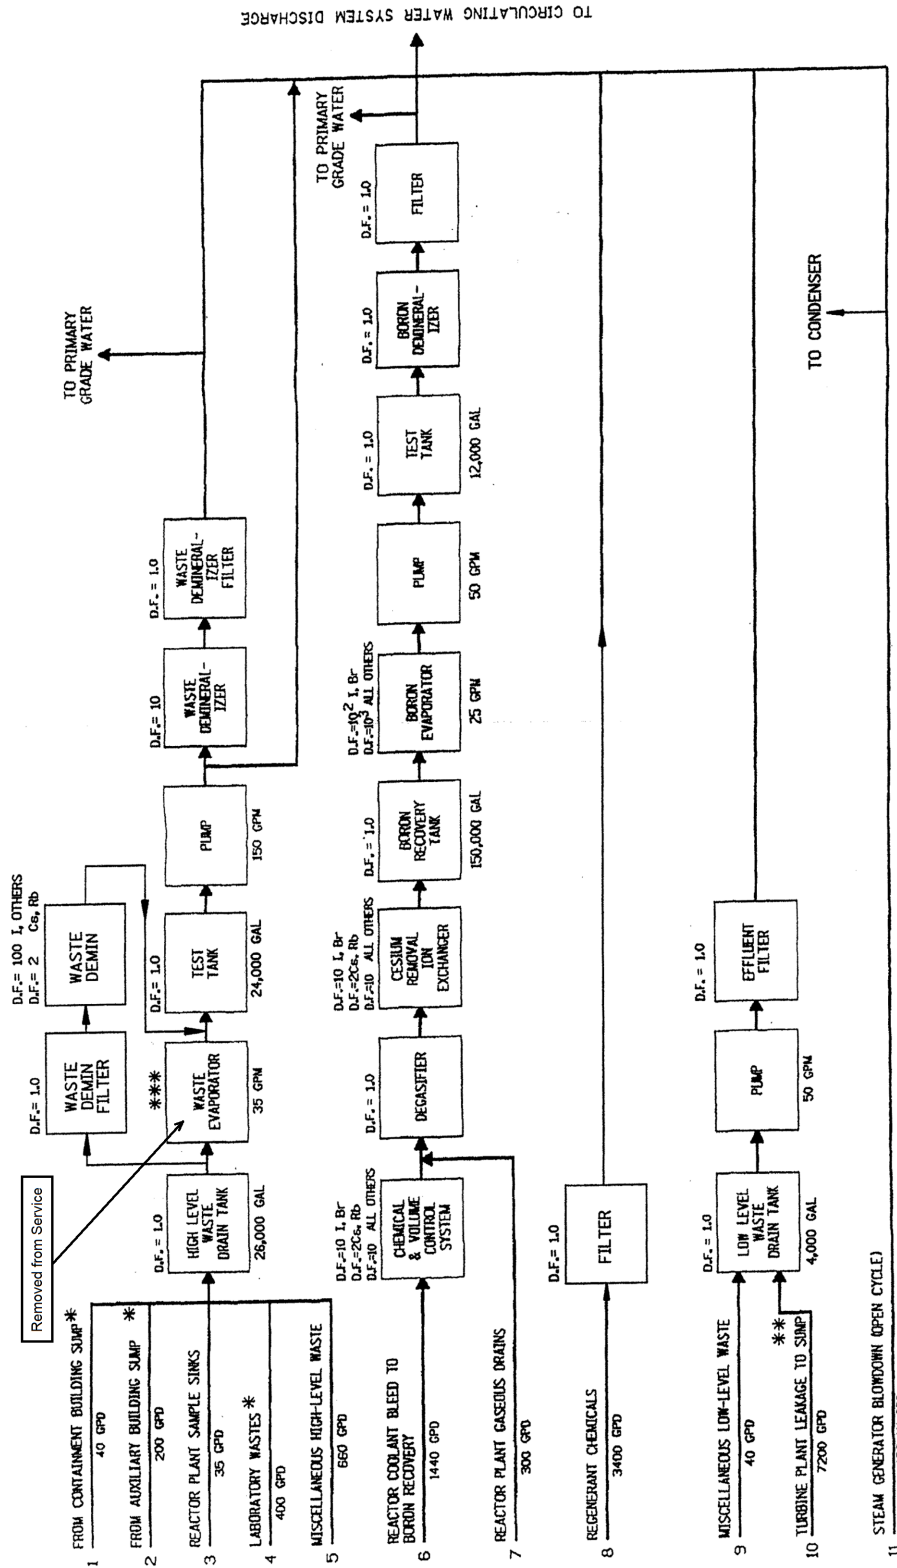 TO CIRCULATING WATER SYSTEM DISCHARGE
Removed from Service
1
FROM CONTAINMENT BUILDING SUMP*
40 GPD
2
FROM AUXILIARY BUILDING SUMP *
200 GPD
3
REACTOR PLANT SAMPLE SINKS
35 GPD
4
LABORATORY WASTES *
400 GPD
5
MISCELLANEOUS HIGH-LEVEL WASTE
660 GPD
D.F. = 1.0
HIGH LEVEL
WASTE
DRAIN TANK
26,000 GAL
D.F. = 1.0
WASTE
DEMIN
FILTER
D.F. = 100 I, OTHERS
D.F. = 2 Cs, Rb
WASTE
DEMIN
***
WASTE
EVAPORATOR
35 GPM
D.F. = 1.0
TEST
TANK
24,000 GAL
PUMP
150 GPM
D.F. = 10
WASTE
DEMINERAL-
IZER
D.F. = 1.0
WASTE
DEMINERAL-
IZER
FILTER
TO PRIMARY
GRADE WATER
6
REACTOR COOLANT BLEED TO
BORON RECOVERY
1440 GPD
7
REACTOR PLANT GASEOUS DRAINS
300 GPD
D.F.=10 I, Br
D.F.=2Cs, Rb
D.F.=10 ALL OTHERS
CHEMICAL
& VOLUME
CONTROL
SYSTEM
D.F. = 1.0
DEGASIFIER
D.F.=10 I, Br
D.F.=2Cs, Rb
D.F.=10 ALL OTHERS
CESIUM
REMOVAL
ION
EXCHANGER
D.F. = 1.0
BORON
RECOVERY
TANK
150,000 GAL
D.F.=10² I, Br
D.F.=10³ ALL OTHERS
BORON
EVAPORATOR
25 GPM
PUMP
50 GPM
D.F. = 1.0
TEST
TANK
12,000 GAL
D.F. = 1.0
BORON
DEMINERAL-
IZER
D.F. = 1.0
FILTER
TO PRIMARY
GRADE WATER
8
REGENERANT CHEMICALS
3400 GPD
D.F. = 1.0
FILTER
9
MISCELLANEOUS LOW-LEVEL WASTE
40 GPD
10
TURBINE PLANT LEAKAGE TO SUMP
**
7200 GPD
D.F. = 1.0
LOW LEVEL
WASTE
DRAIN TANK
4,000 GAL
PUMP
50 GPM
D.F. = 1.0
EFFLUENT
FILTER
TO CONDENSER
11
STEAM GENERATOR BLOWDOWN (OPEN CYCLE)